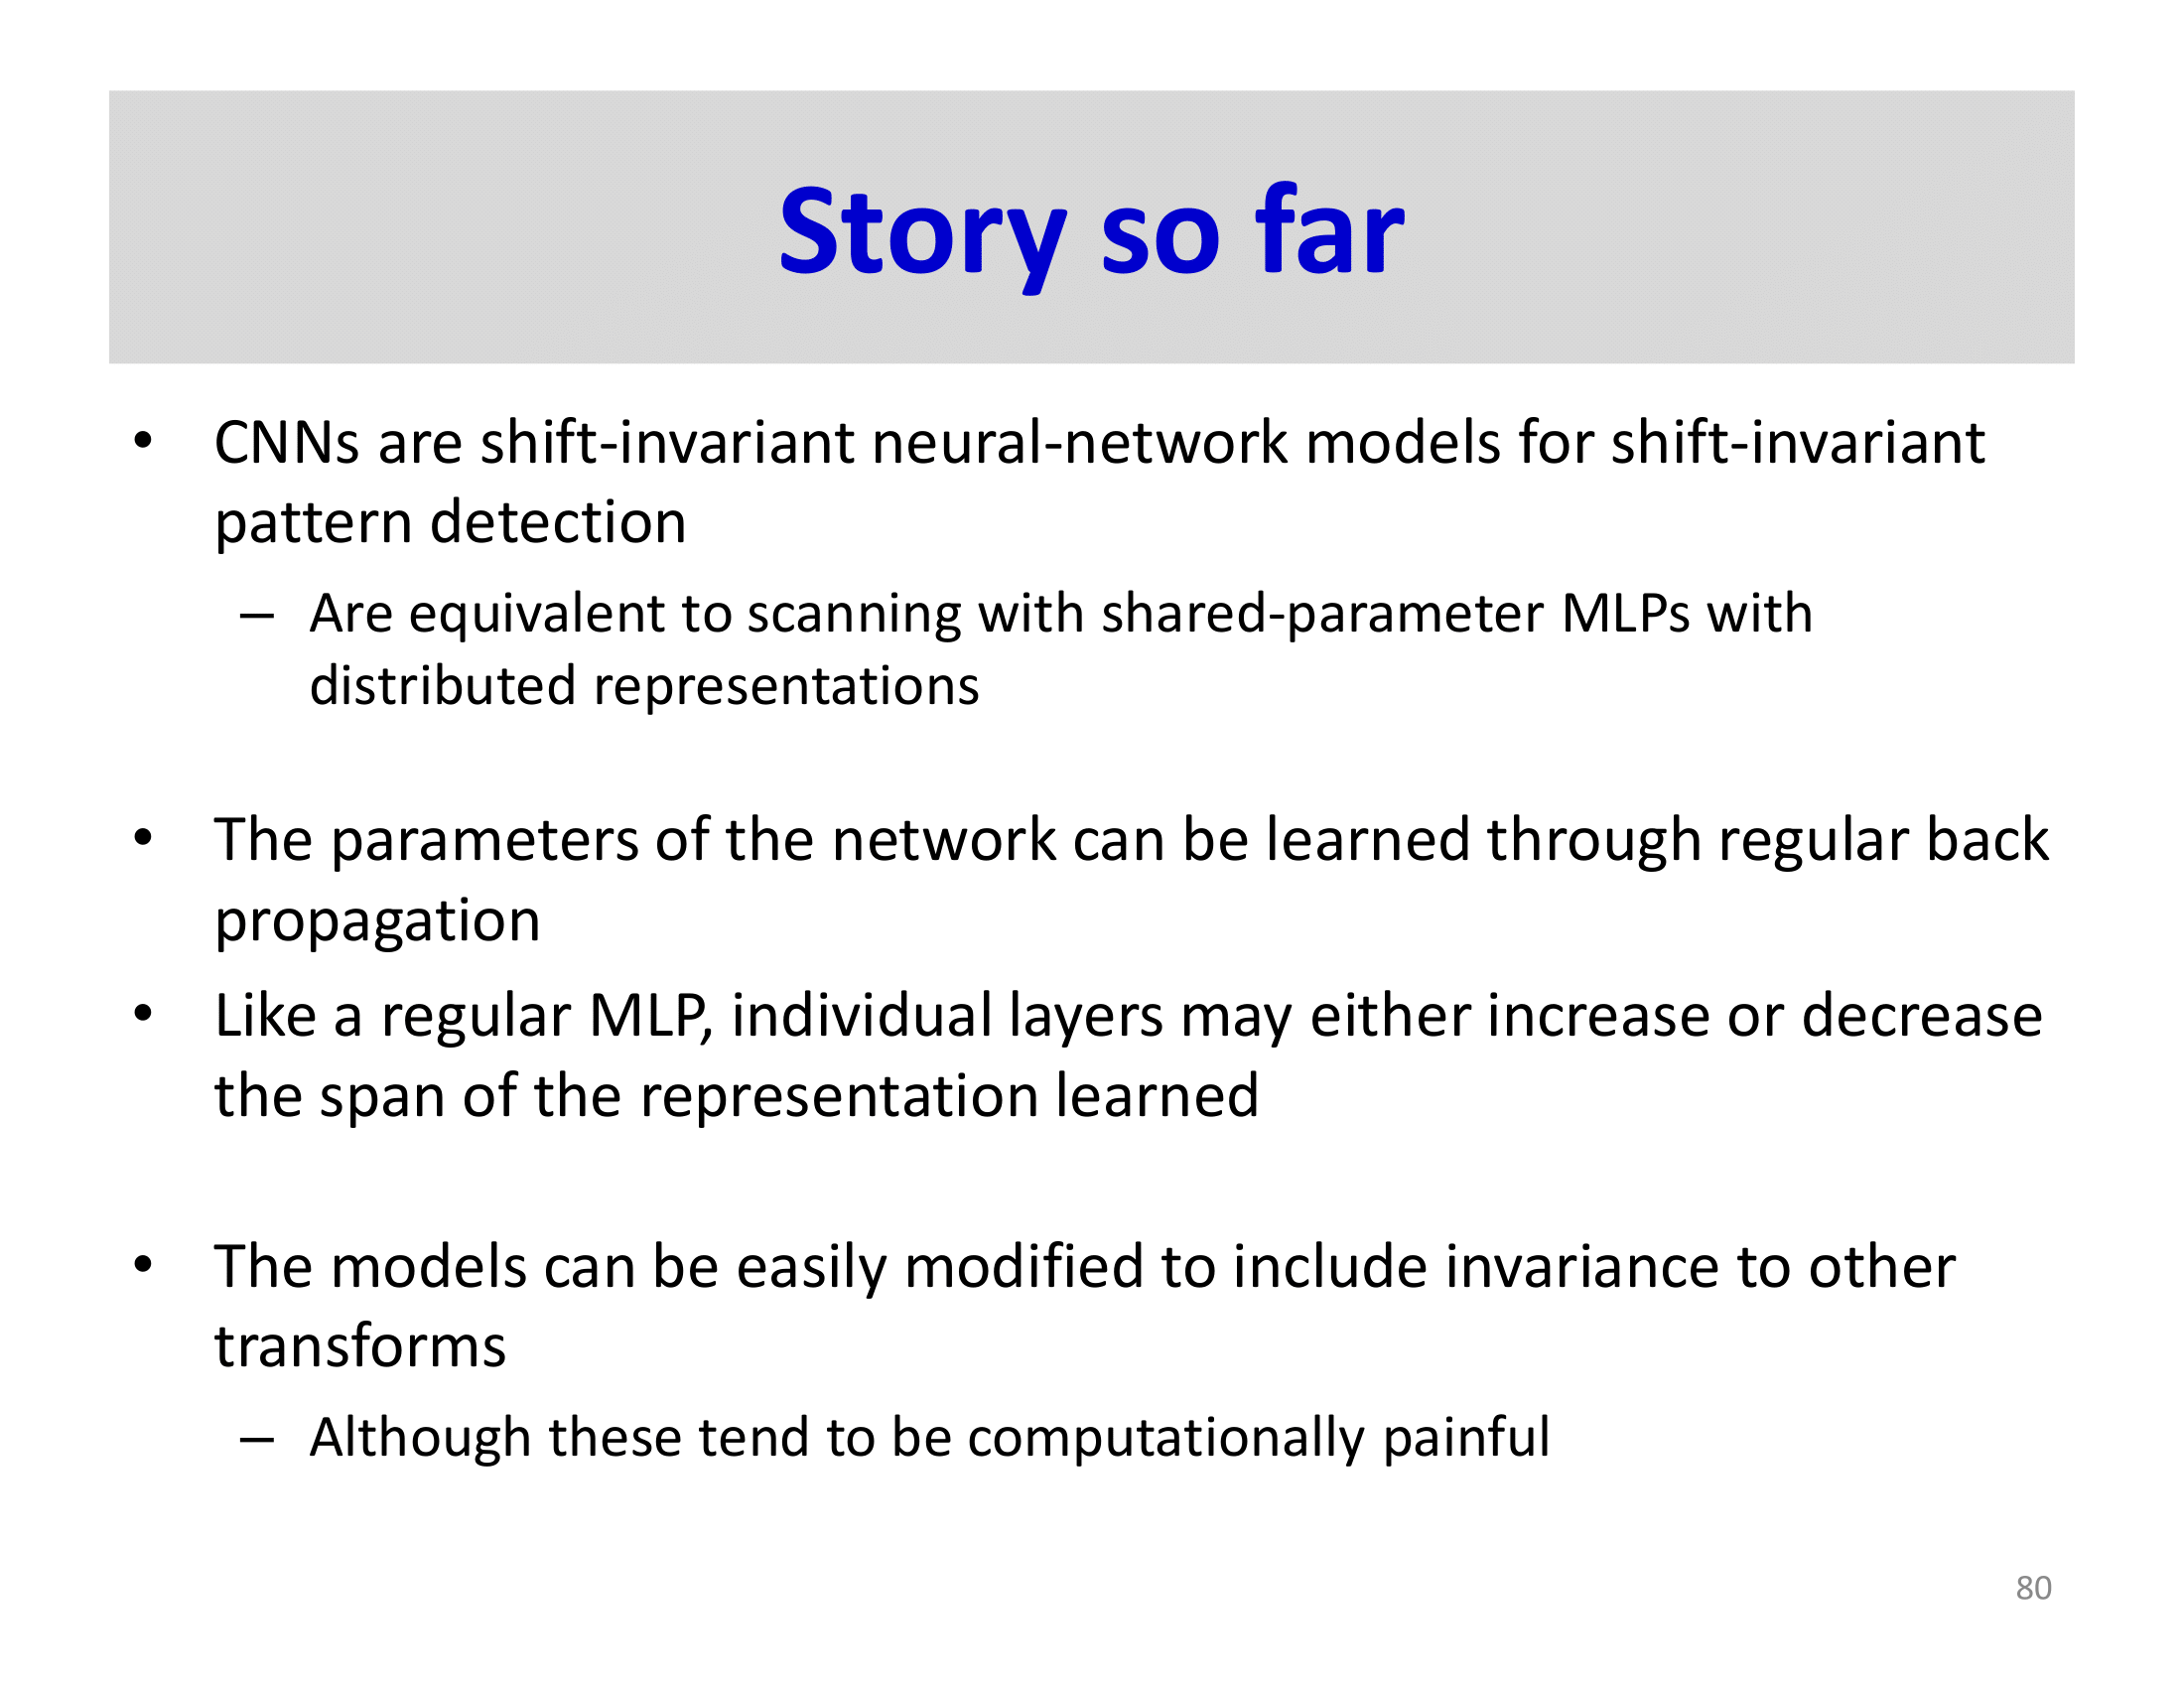 Story so far
• CNNs are shift-invariant neural-network models for shift-invariant
pattern detection
– Are equivalent to scanning with shared-parameter MLPs with
distributed representations
• The parameters of the network can be learned through regular back
propagation
• Like a regular MLP, individual layers may either increase or decrease
the span of the representation learned
• The models can be easily modified to include invariance to other
transforms
– Although these tend to be computationally painful
80